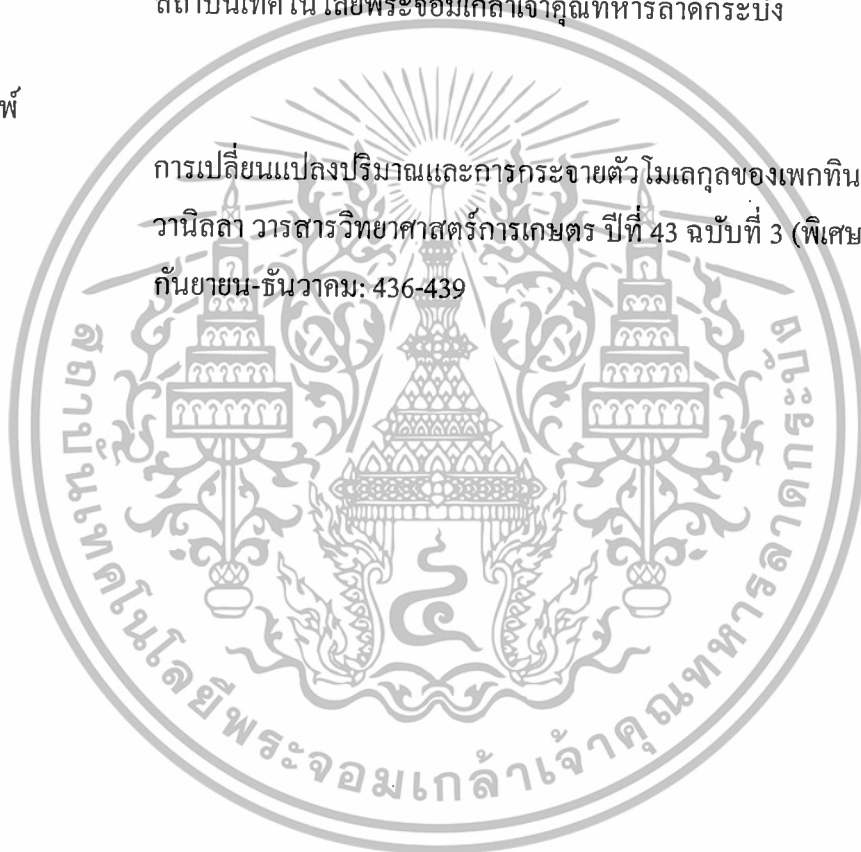 สถาบันเทคโนโลยีพระจอมเกล้าเจ้าคุณทหารลาดกระบัง
พ์
การเปลี่ยนแปลงปริมาณและการกระจายตัวโมเลกุลของเพกทิน
วานิลลา วารสารวิทยาศาสตร์การเกษตร ปีที่ 43 ฉบับที่ 3 (พิเศษ
กันยายน-ธันวาคม: 436-439
สถาบันเทคโนโลยีพระจอมเกล้าเจ้าคุณทหารลาดกระบัง